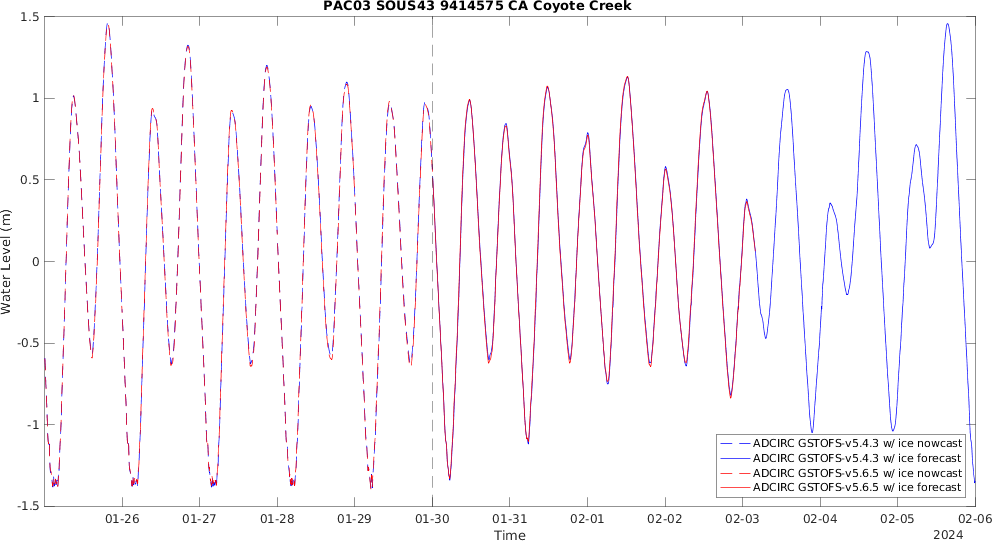 PAC03 SOUS43 9414575 CA Coyote Creek
1.5
1
0.5
0
-0.5
-1
-1.5
Water Level (m)
ADCIRC GSTOFS-v5.4.3 w/ ice nowcast
ADCIRC GSTOFS-v5.4.3 w/ ice forecast
ADCIRC GSTOFS-v5.6.5 w/ ice nowcast
ADCIRC GSTOFS-v5.6.5 w/ ice forecast
01-26 01-27 01-28 01-29 01-30 01-31 02-01 02-02 02-03 02-04 02-05 02-06
Time
2024